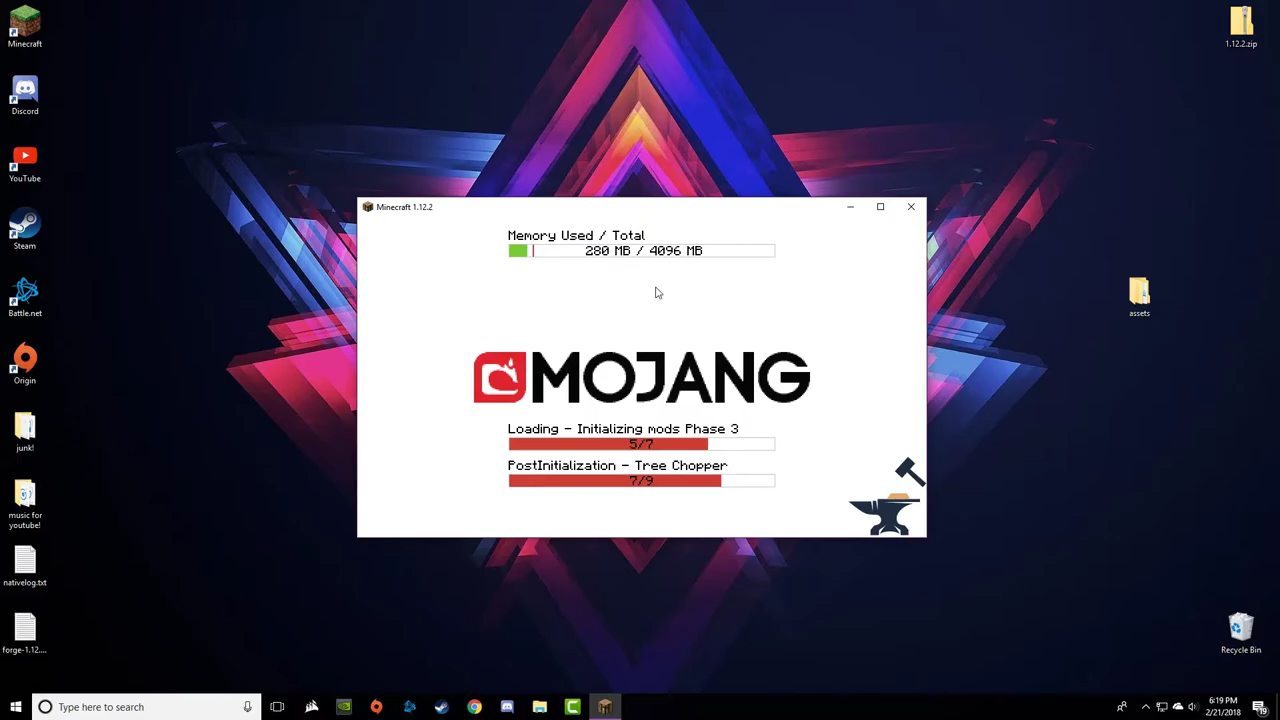 Minecraft
Discord
YouTube
Steam
Battle.net
Origin
junk!
music for
youtube!
nativelog.txt
forge-1.12....
1.12.2.zip
assets
Recycle Bin
Minecraft 1.12.2
Memory Used / Total
280 MB / 4096 MB
MOJANG
Loading - Initializing mods Phase 3
5/7
PostInitialization - Tree Chopper
7/9
Type here to search
6:19 PM
2/21/2018